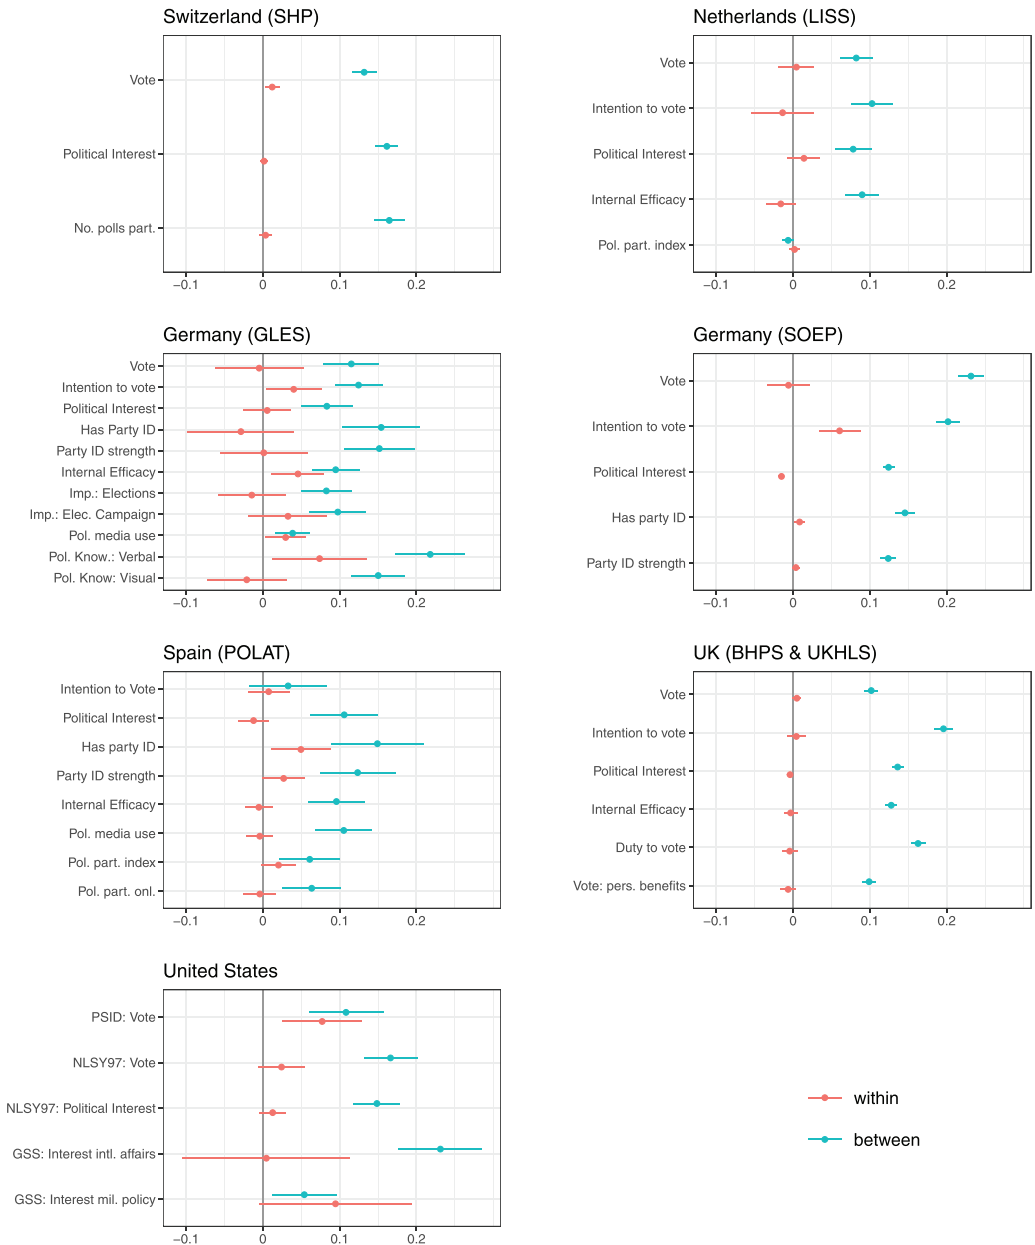 Switzerland (SHP)
Vote
Political Interest
No. polls part.
−0.1 0 0.1 0.2
Netherlands (LISS)
Vote
Intention to vote
Political Interest
Internal Efficacy
Pol. part. index
−0.1 0 0.1 0.2
Germany (GLES)
Vote
Intention to vote
Political Interest
Has Party ID
Party ID strength
Internal Efficacy
Imp.: Elections
Imp.: Elec. Campaign
Pol. media use
Pol. Know.: Verbal
Pol. Know: Visual
−0.1 0 0.1 0.2
Germany (SOEP)
Vote
Intention to vote
Political Interest
Has party ID
Party ID strength
−0.1 0 0.1 0.2
Spain (POLAT)
Intention to Vote
Political Interest
Has party ID
Party ID strength
Internal Efficacy
Pol. media use
Pol. part. index
Pol. part. onl.
−0.1 0 0.1 0.2
UK (BHPS & UKHLS)
Vote
Intention to vote
Political Interest
Internal Efficacy
Duty to vote
Vote: pers. benefits
−0.1 0 0.1 0.2
United States
PSID: Vote
NLSY97: Vote
NLSY97: Political Interest
GSS: Interest intl. affairs
GSS: Interest mil. policy
−0.1 0 0.1 0.2
within
between